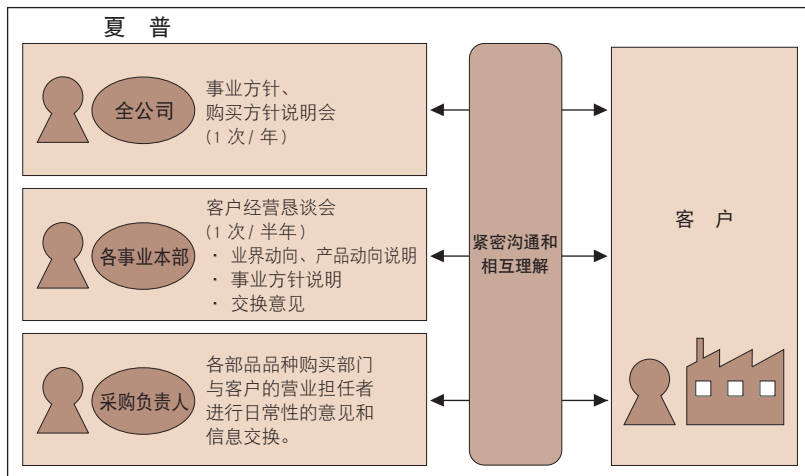 夏 普
全公司
事业方针、
购买方针说明会
(1 次/ 年)
各事业本部
客户经营恳谈会
(1 次/ 半年)
· 业界动向、产品动向说明
· 事业方针说明
· 交换意见
采购负责人
各部品品种购买部门
与客户的营业担任者
进行日常性的意见和
信息交换。
紧密沟通和
相互理解
客 户